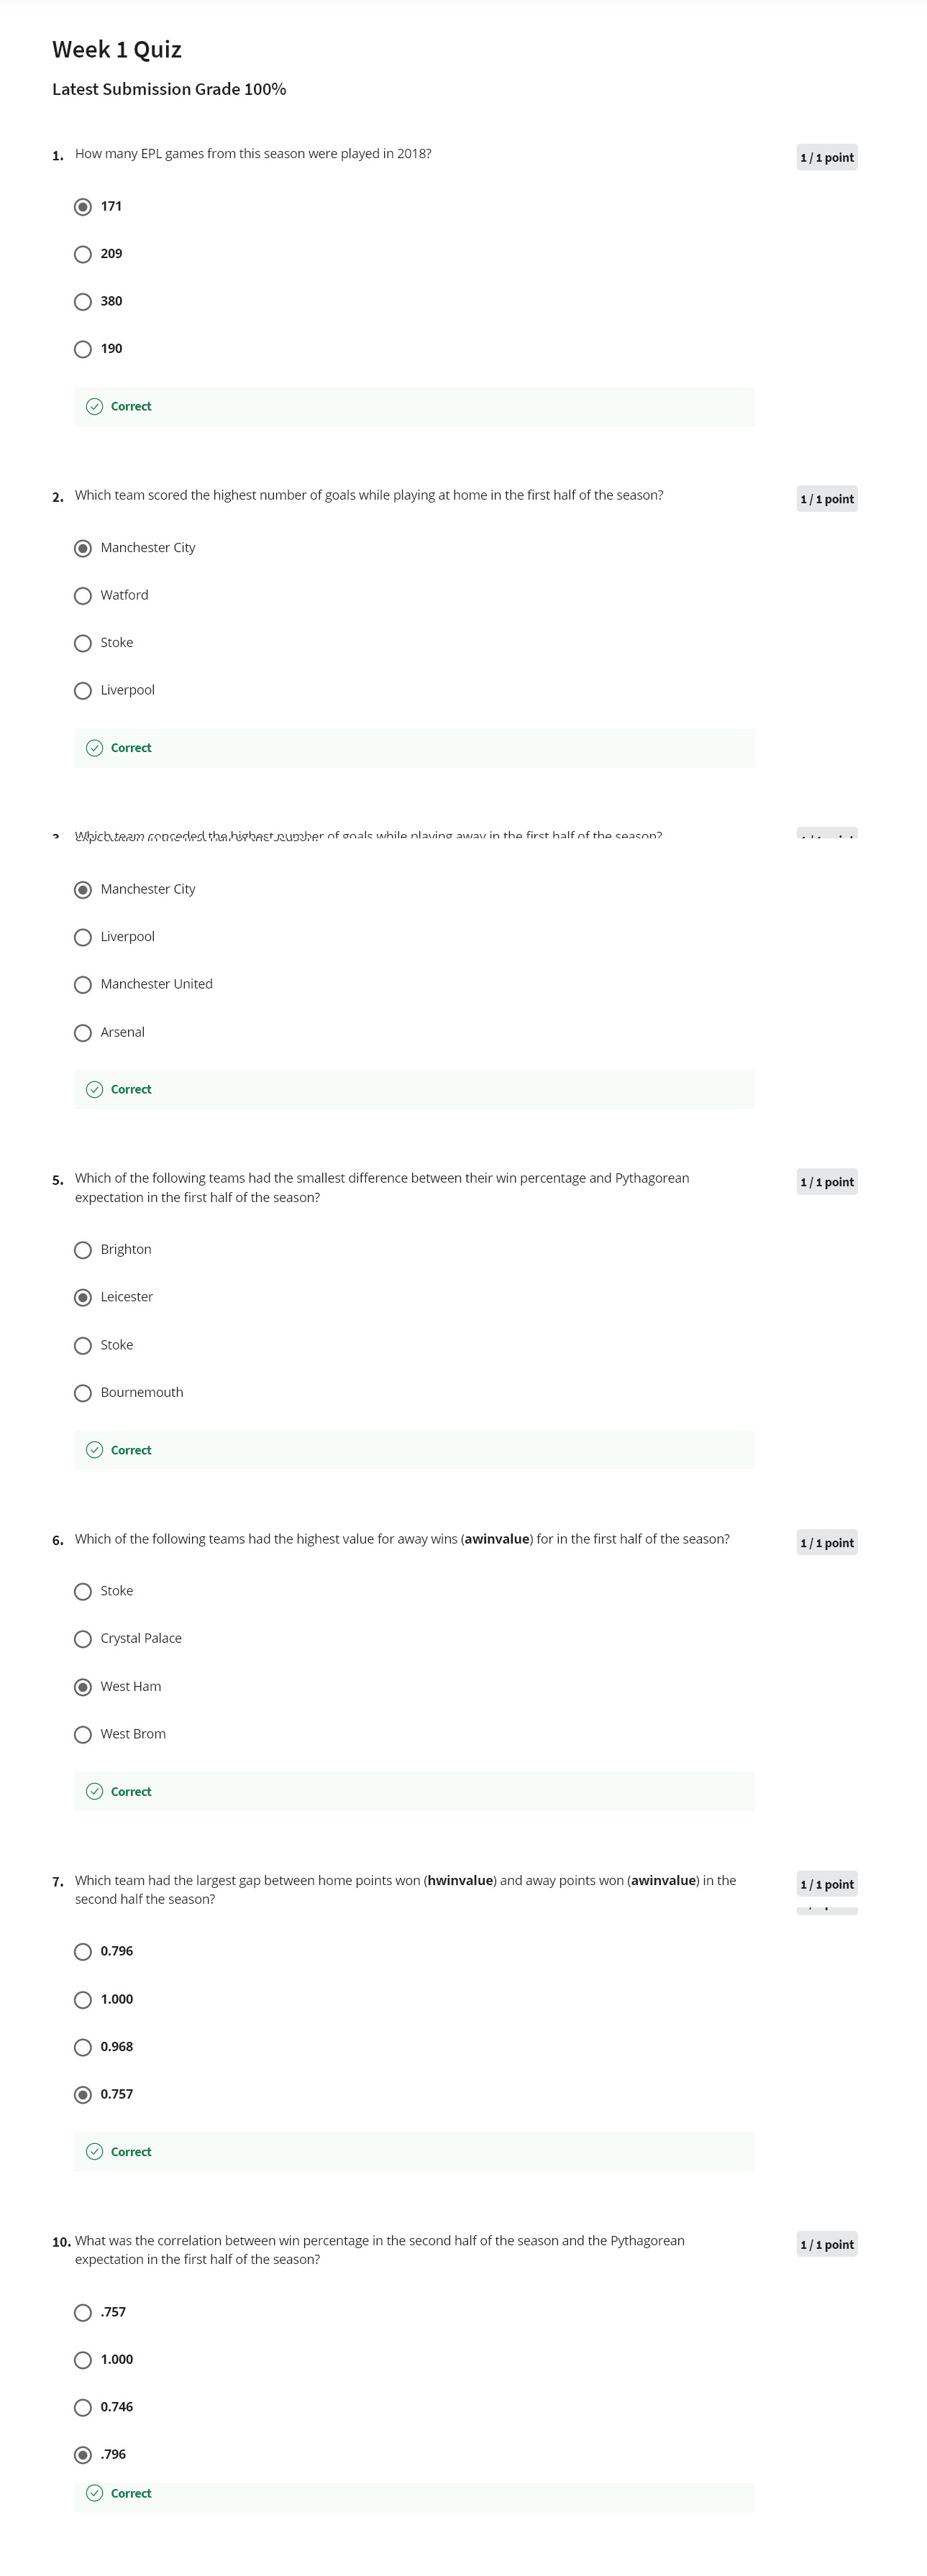 Week 1 Quiz
Latest Submission Grade 100%
1. How many EPL games from this season were played in 2018?
1 / 1 point
171
209
380
190
Correct
2. Which team scored the highest number of goals while playing at home in the first half of the season?
1 / 1 point
Manchester City
Watford
Stoke
Liverpool
Correct
Which team conceded the highest number of goals while playing away in the first half of the season?
Manchester City
Liverpool
Manchester United
Arsenal
Correct
5. Which of the following teams had the smallest difference between their win percentage and Pythagorean
expectation in the first half of the season?
1 / 1 point
Brighton
Leicester
Stoke
Bournemouth
Correct
6. Which of the following teams had the highest value for away wins (awinvalue) for in the first half of the season?
1 / 1 point
Stoke
Crystal Palace
West Ham
West Brom
Correct
7. Which team had the largest gap between home points won (hwinvalue) and away points won (awinvalue) in the
second half the season?
1 / 1 point
0.796
1.000
0.968
0.757
Correct
10. What was the correlation between win percentage in the second half of the season and the Pythagorean
expectation in the first half of the season?
1 / 1 point
.757
1.000
0.746
.796
Correct